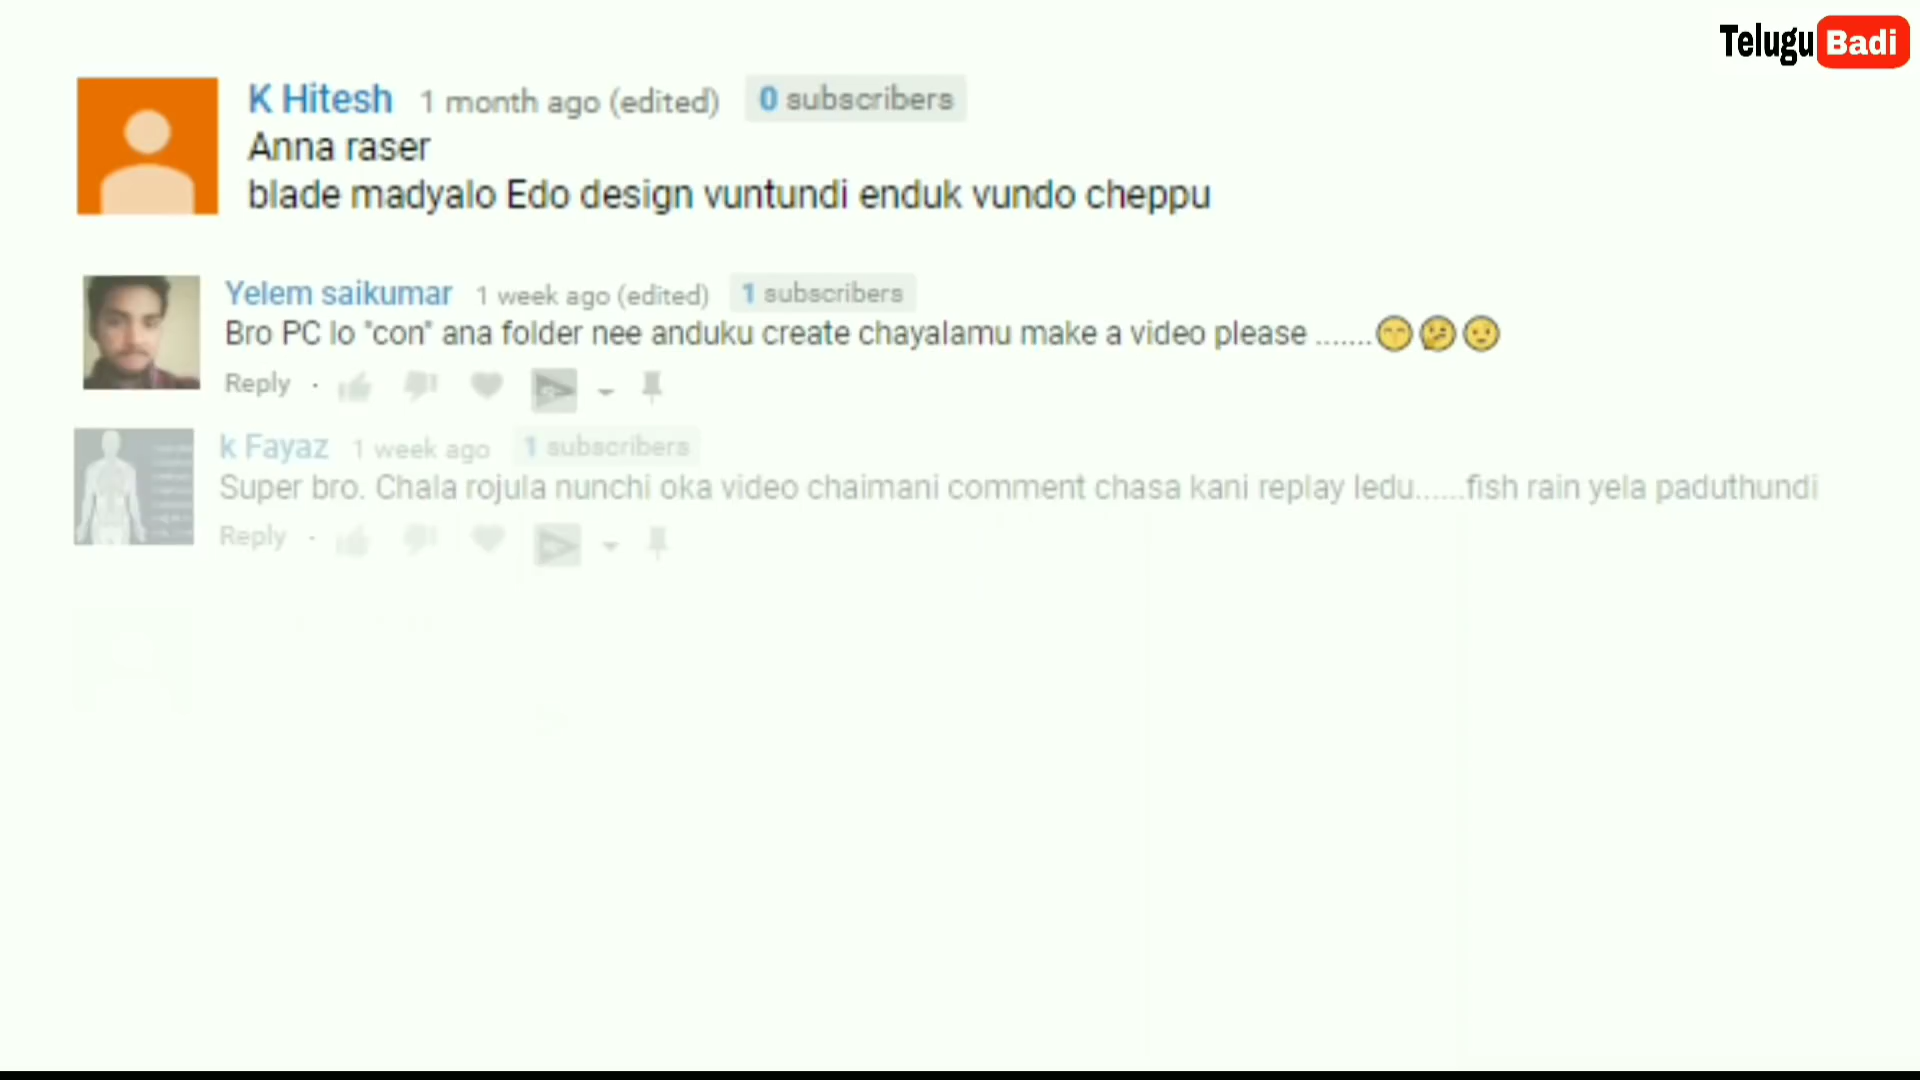 Telugu Badi
K Hitesh 1 month ago (edited) 0 subscribers
Anna raser
blade madyalo Edo design vuntundi enduk vundo cheppu
Yelem saikumar 1 week ago (edited) 1 subscribers
Bro PC lo "con" ana folder nee anduku create chayalamu make a video please .......😁🤔😉
Reply ·
k Fayaz 1 week ago 1 subscribers
Super bro. Chala rojula nunchi oka video chaimani comment chasa kani replay ledu......fish rain yela paduthundi
Reply ·